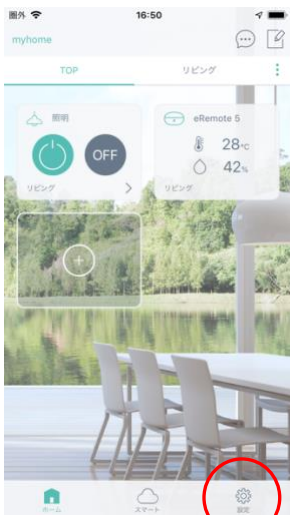 圏外 16:50
myhome
TOP リビング
照明
OFF
リビング
eRemote 5
28℃
42%
リビング
ホーム スマート 設定